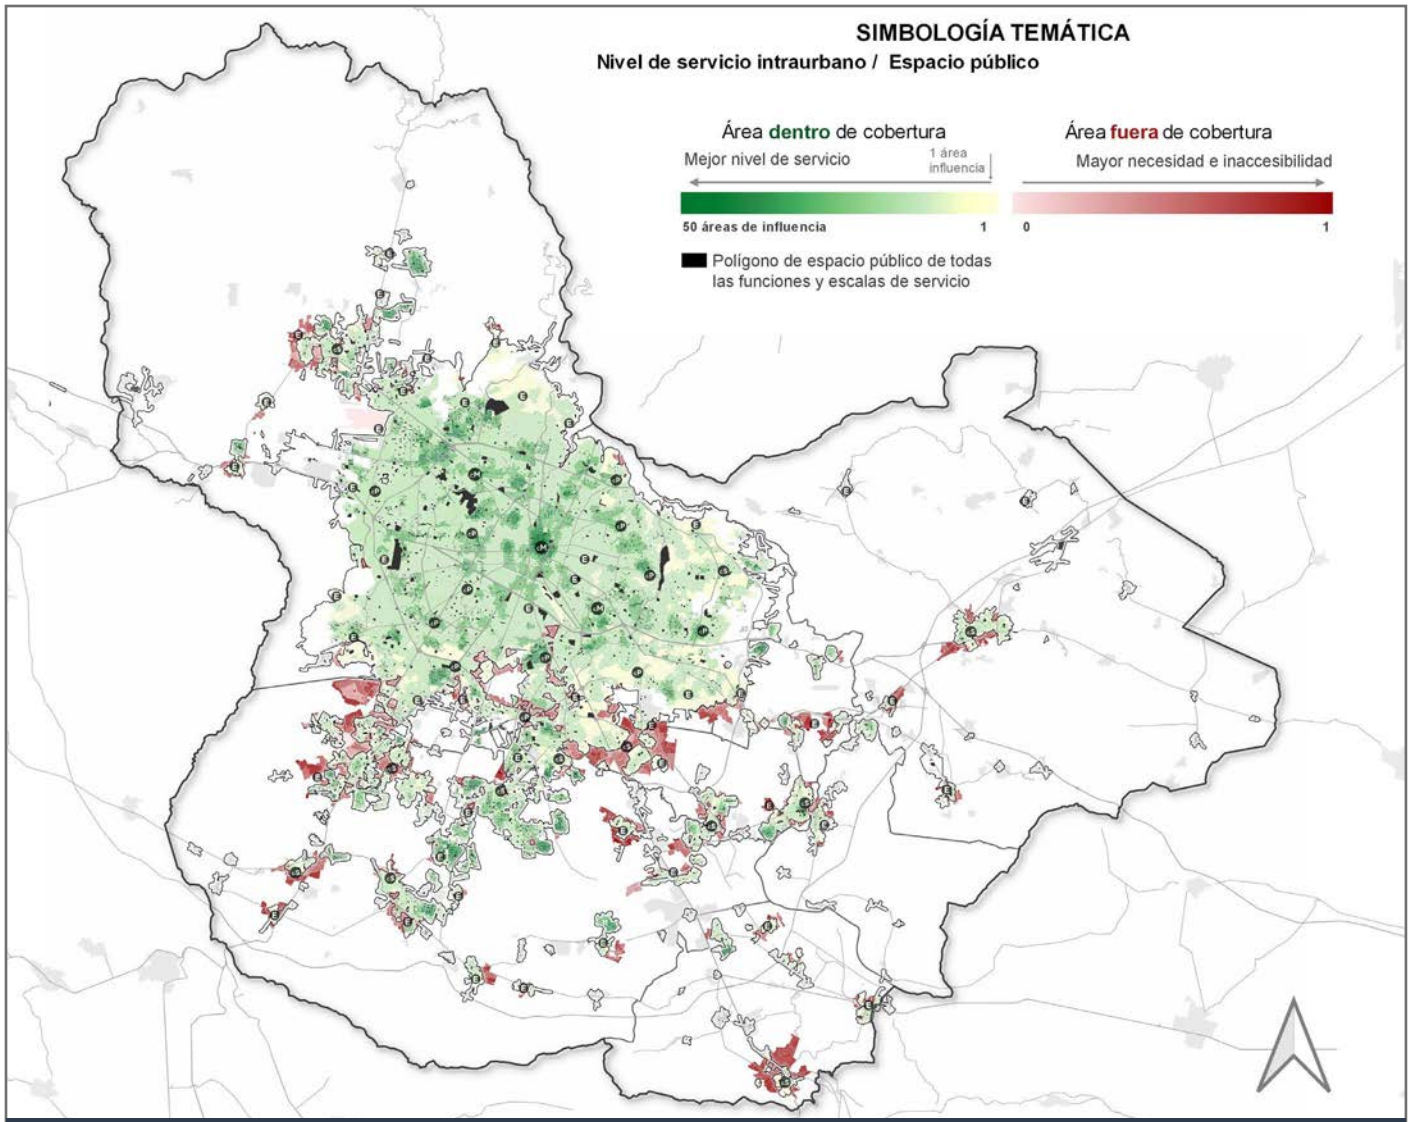 SIMBOLOGÍA TEMÁTICA
Nivel de servicio intraurbano / Espacio público
Área dentro de cobertura
Área fuera de cobertura
Mejor nivel de servicio
1 área
influencia
Mayor necesidad e inaccesibilidad
50 áreas de influencia
1
0
1
Polígono de espacio público de todas
las funciones y escalas de servicio